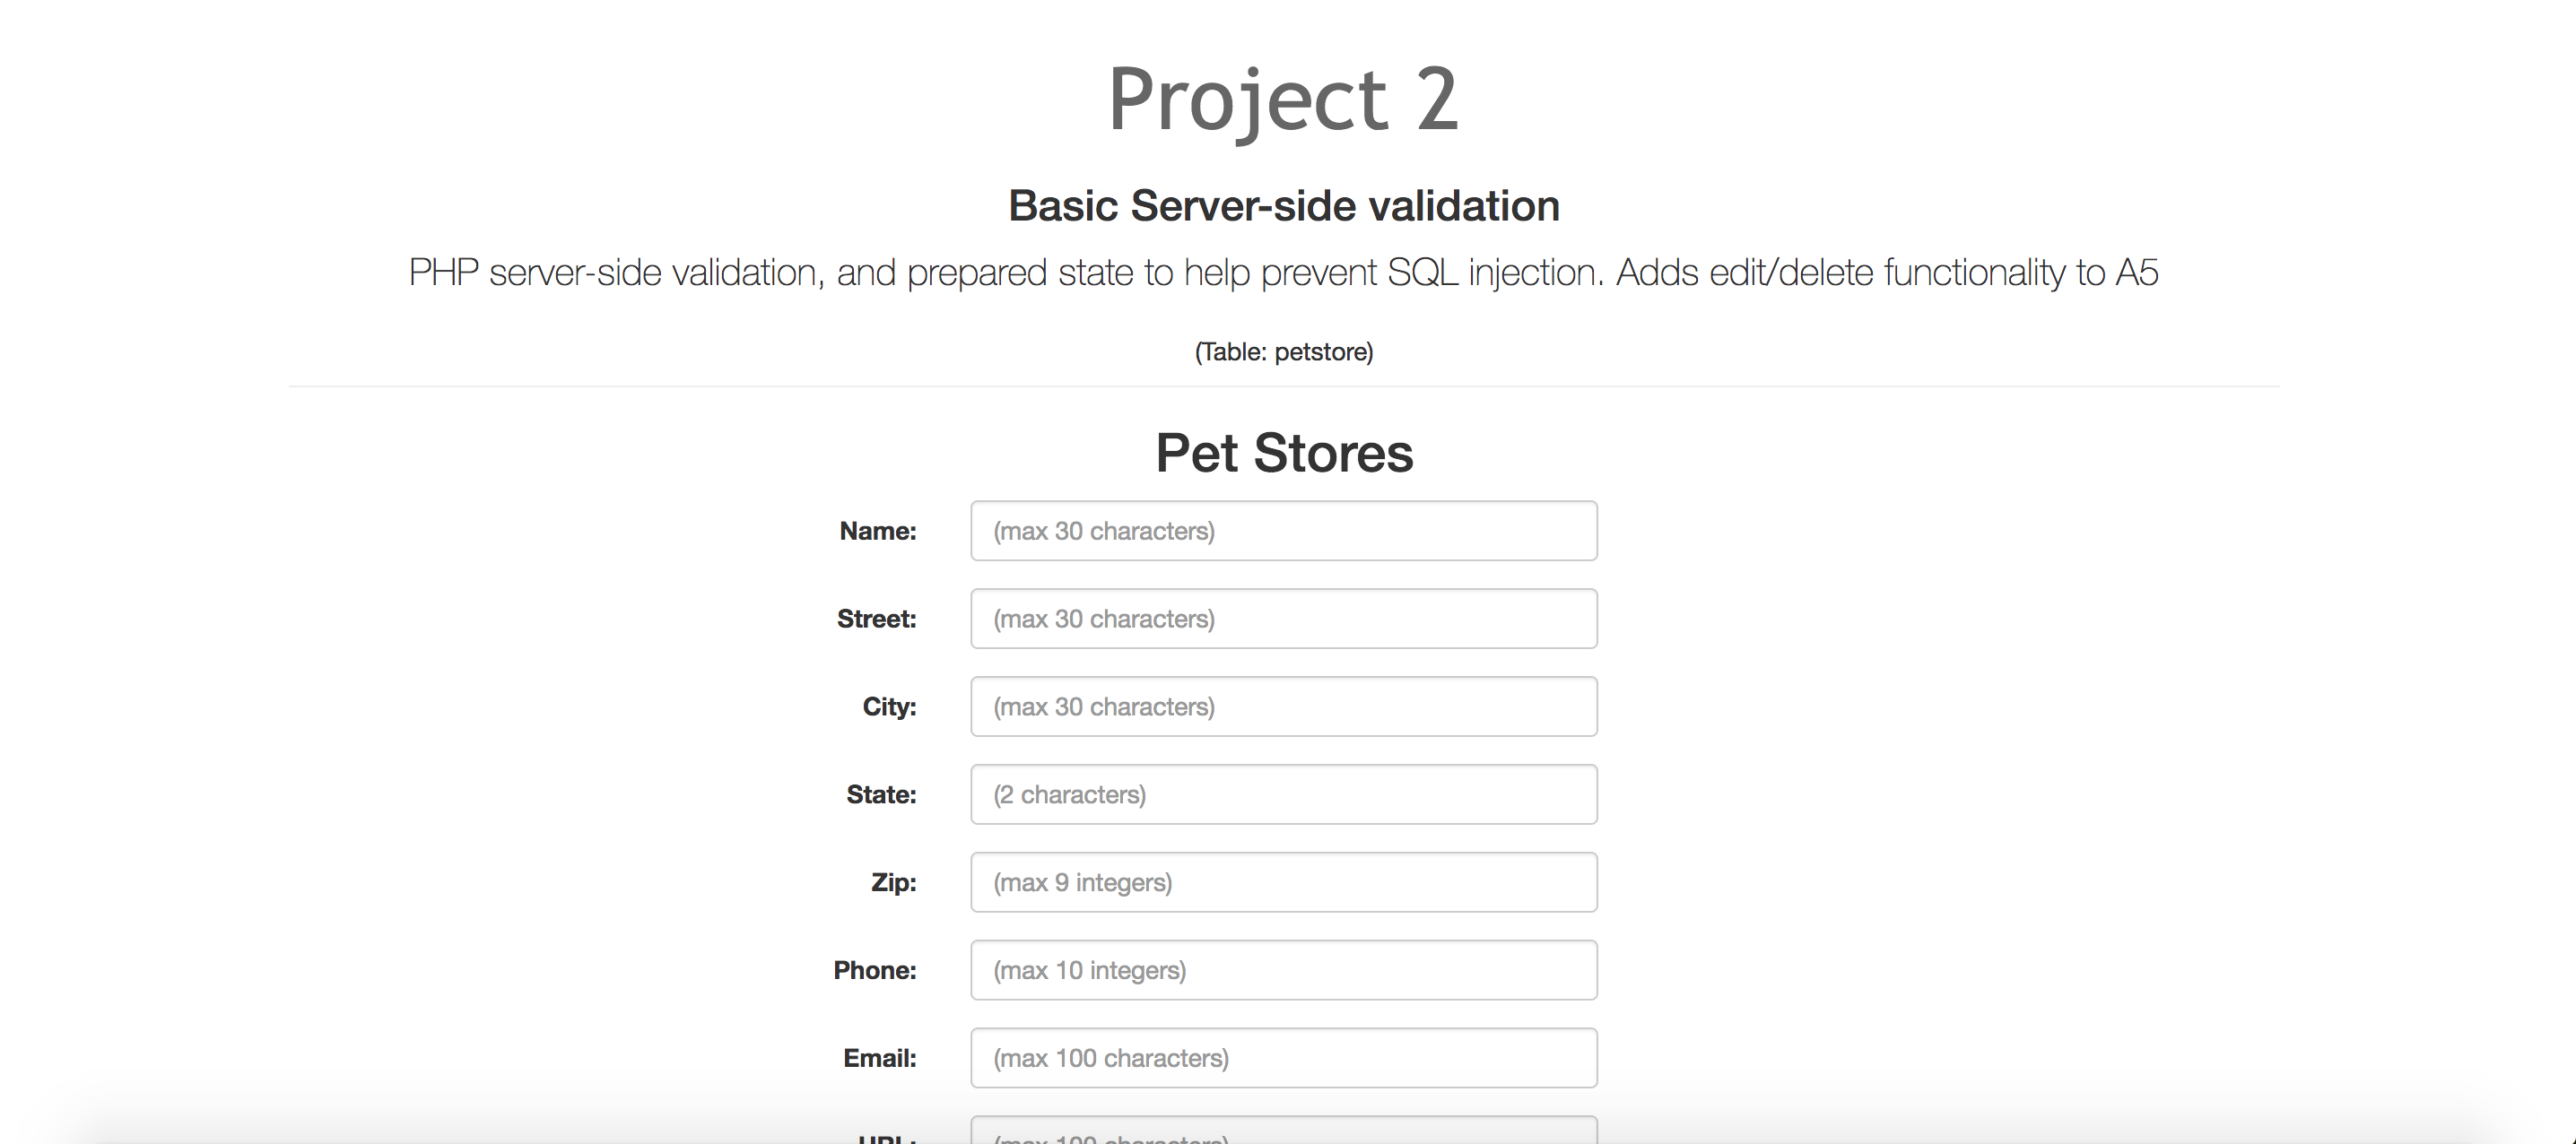 Project 2
Basic Server-side validation
PHP server-side validation, and prepared state to help prevent SQL injection. Adds edit/delete functionality to A5
(Table: petstore)
Pet Stores
Name: (max 30 characters)
Street: (max 30 characters)
City: (max 30 characters)
State: (2 characters)
Zip: (max 9 integers)
Phone: (max 10 integers)
Email: (max 100 characters)
URL: (max 100 characters)